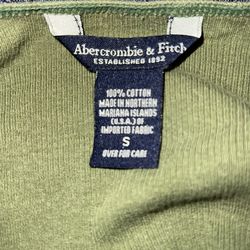 Abercrombie & Fitch
ESTABLISHED 1892
100% COTTON
MADE IN NORTHERN
MARIANA ISLANDS
(U.S.A.) OF
IMPORTED FABRIC
S
OVER FOR CARE